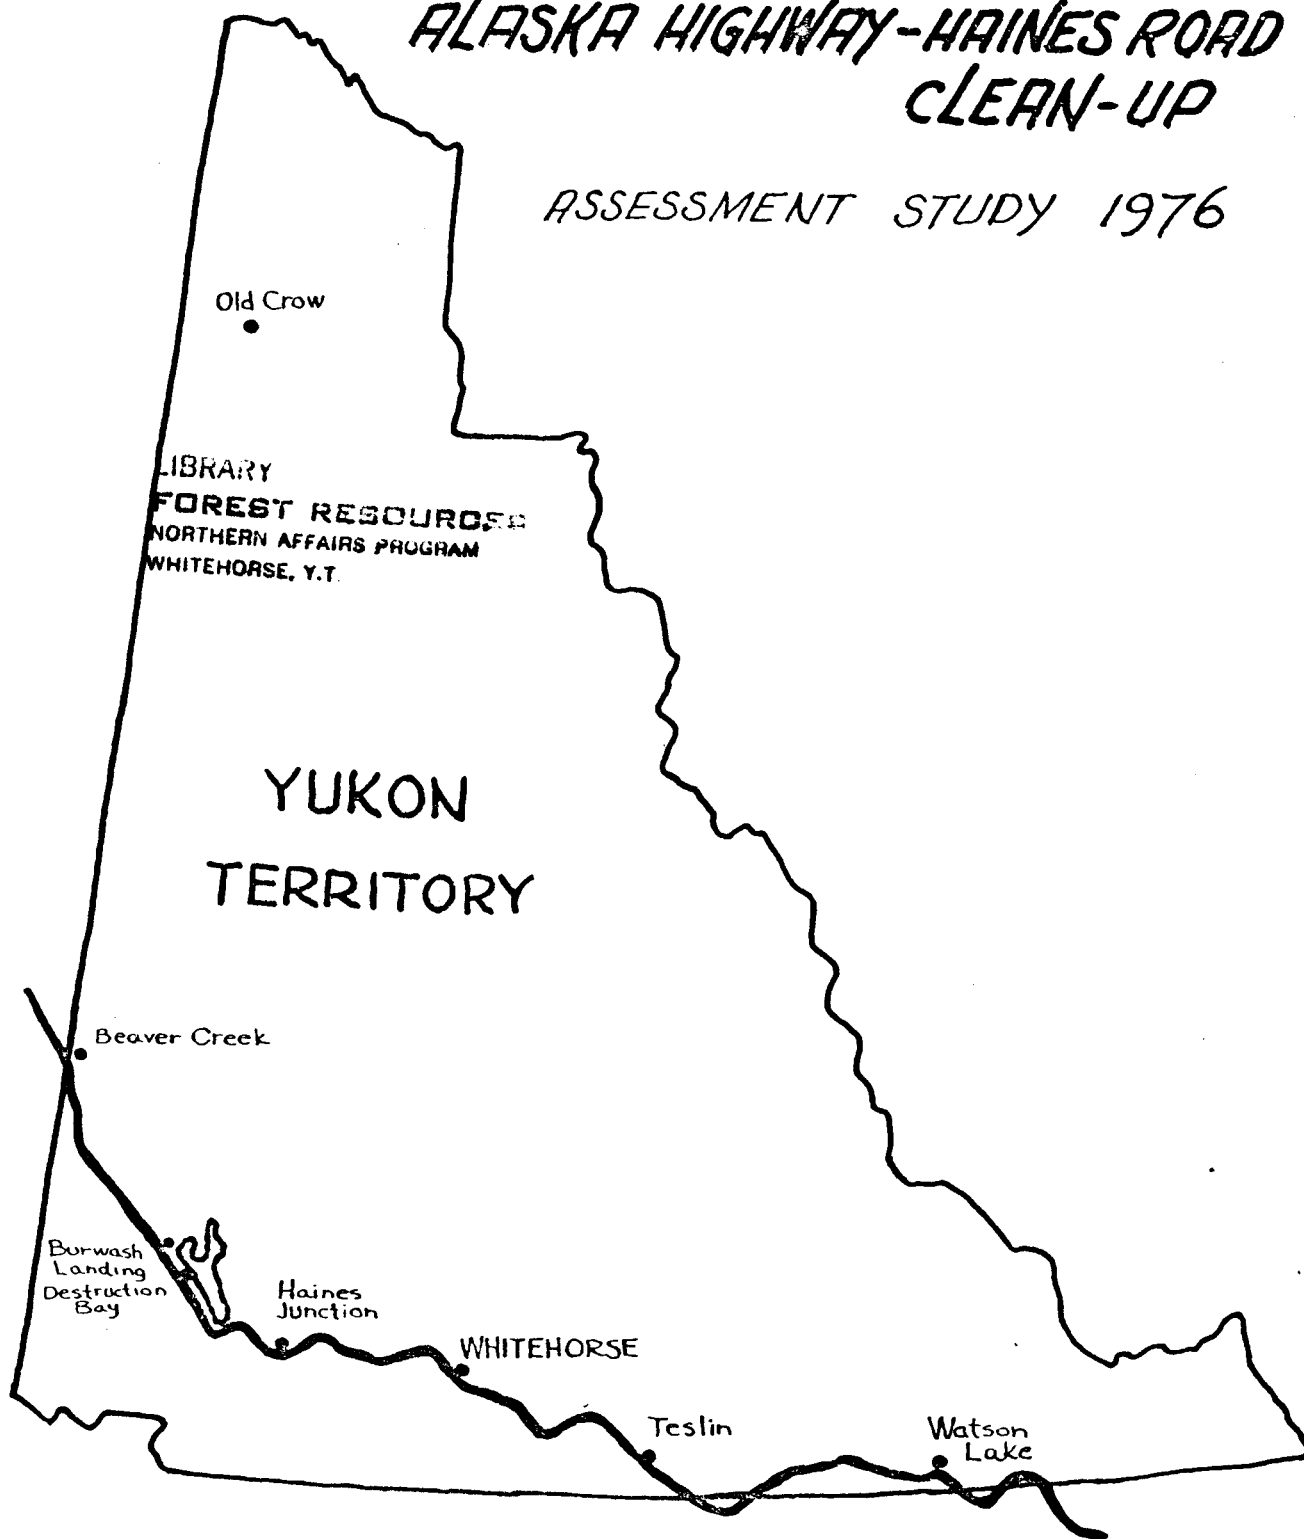 ALASKA HIGHWAY-HAINES ROAD
CLEAN-UP
ASSESSMENT STUDY 1976
Old Crow
LIBRARY
FOREST RESOURCES
NORTHERN AFFAIRS PROGRAM
WHITEHORSE, Y.T.
YUKON
TERRITORY
Beaver Creek
Burwash
Landing
Destruction
Bay
Haines
Junction
WHITEHORSE
Teslin
Watson
Lake